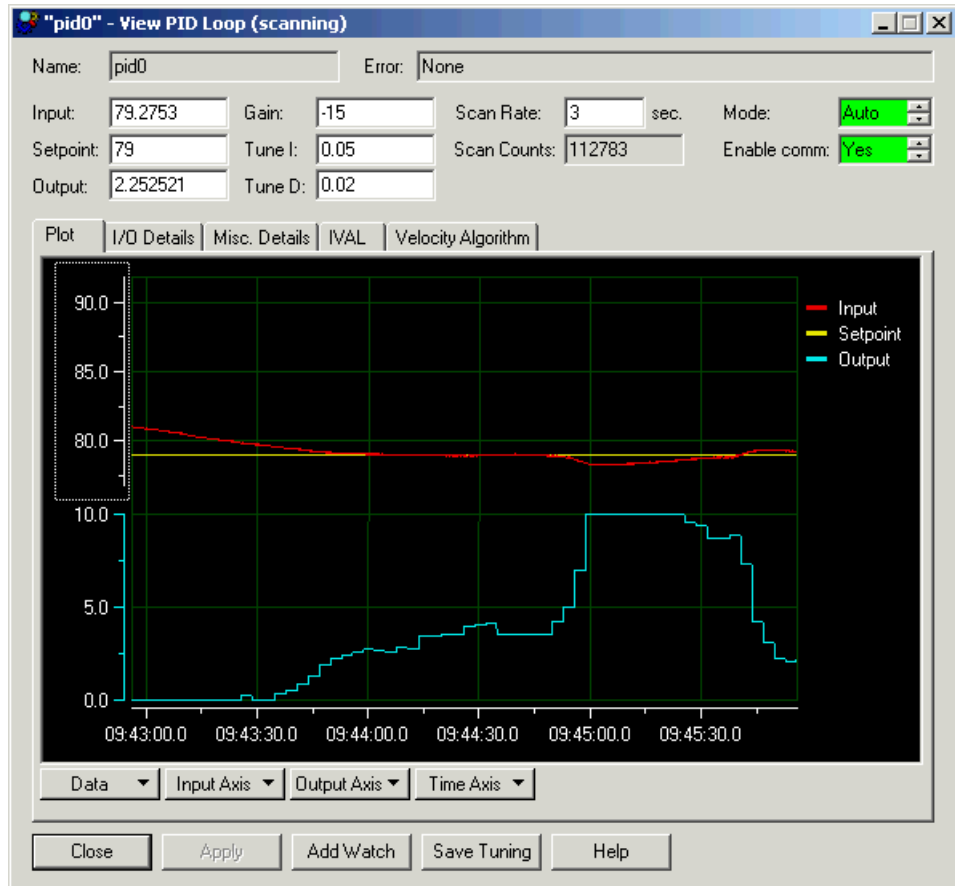 "pid0" - View PID Loop (scanning)
Name: pid0 Error: None
Input: 79.2753 Gain: -15 Scan Rate: 3 sec. Mode: Auto
Setpoint: 79 Tune I: 0.05 Scan Counts: 112783 Enable comm: Yes
Output: 2.252521 Tune D: 0.02
Plot I/O Details Misc. Details IVAL Velocity Algorithm
90.0
Input
Setpoint
Output
85.0
80.0
10.0
5.0
0.0
09:43:00.0 09:43:30.0 09:44:00.0 09:44:30.0 09:45:00.0 09:45:30.0
Data Input Axis Output Axis Time Axis
Close Apply Add Watch Save Tuning Help